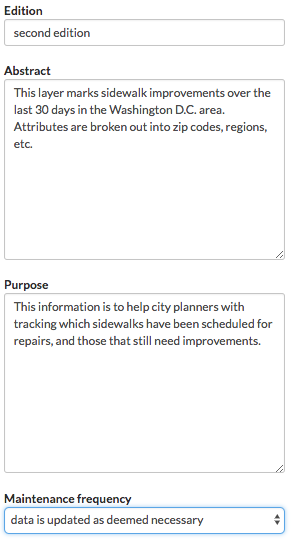 Edition
second edition
Abstract
This layer marks sidewalk improvements over the
last 30 days in the Washington D.C. area.
Attributes are broken out into zip codes, regions,
etc.
Purpose
This information is to help city planners with
tracking which sidewalks have been scheduled for
repairs, and those that still need improvements.
Maintenance frequency
data is updated as deemed necessary